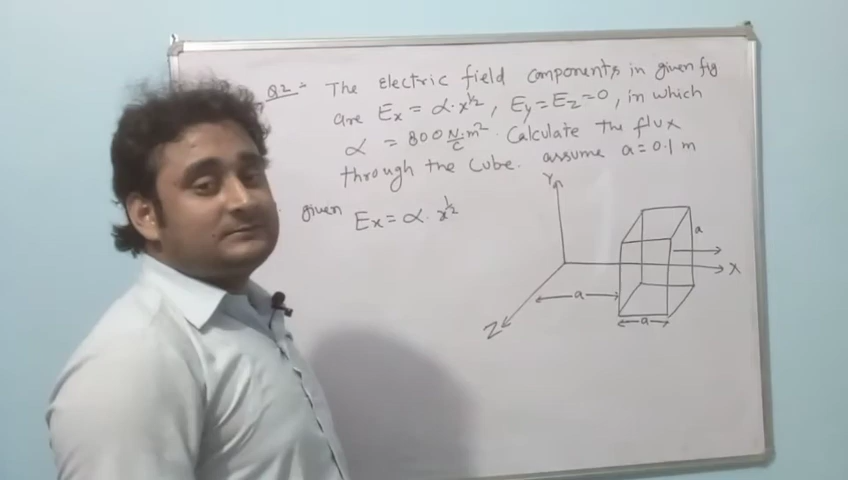 Q2 :- The Electric field components in given fig
are Ex = α·x^1/2, Ey = Ez = 0, in which
α = 800 N/C·m². Calculate the flux
through the Cube. assume a = 0.1 m
given Ex = α·x^1/2
Y
a
X
a
Z
a